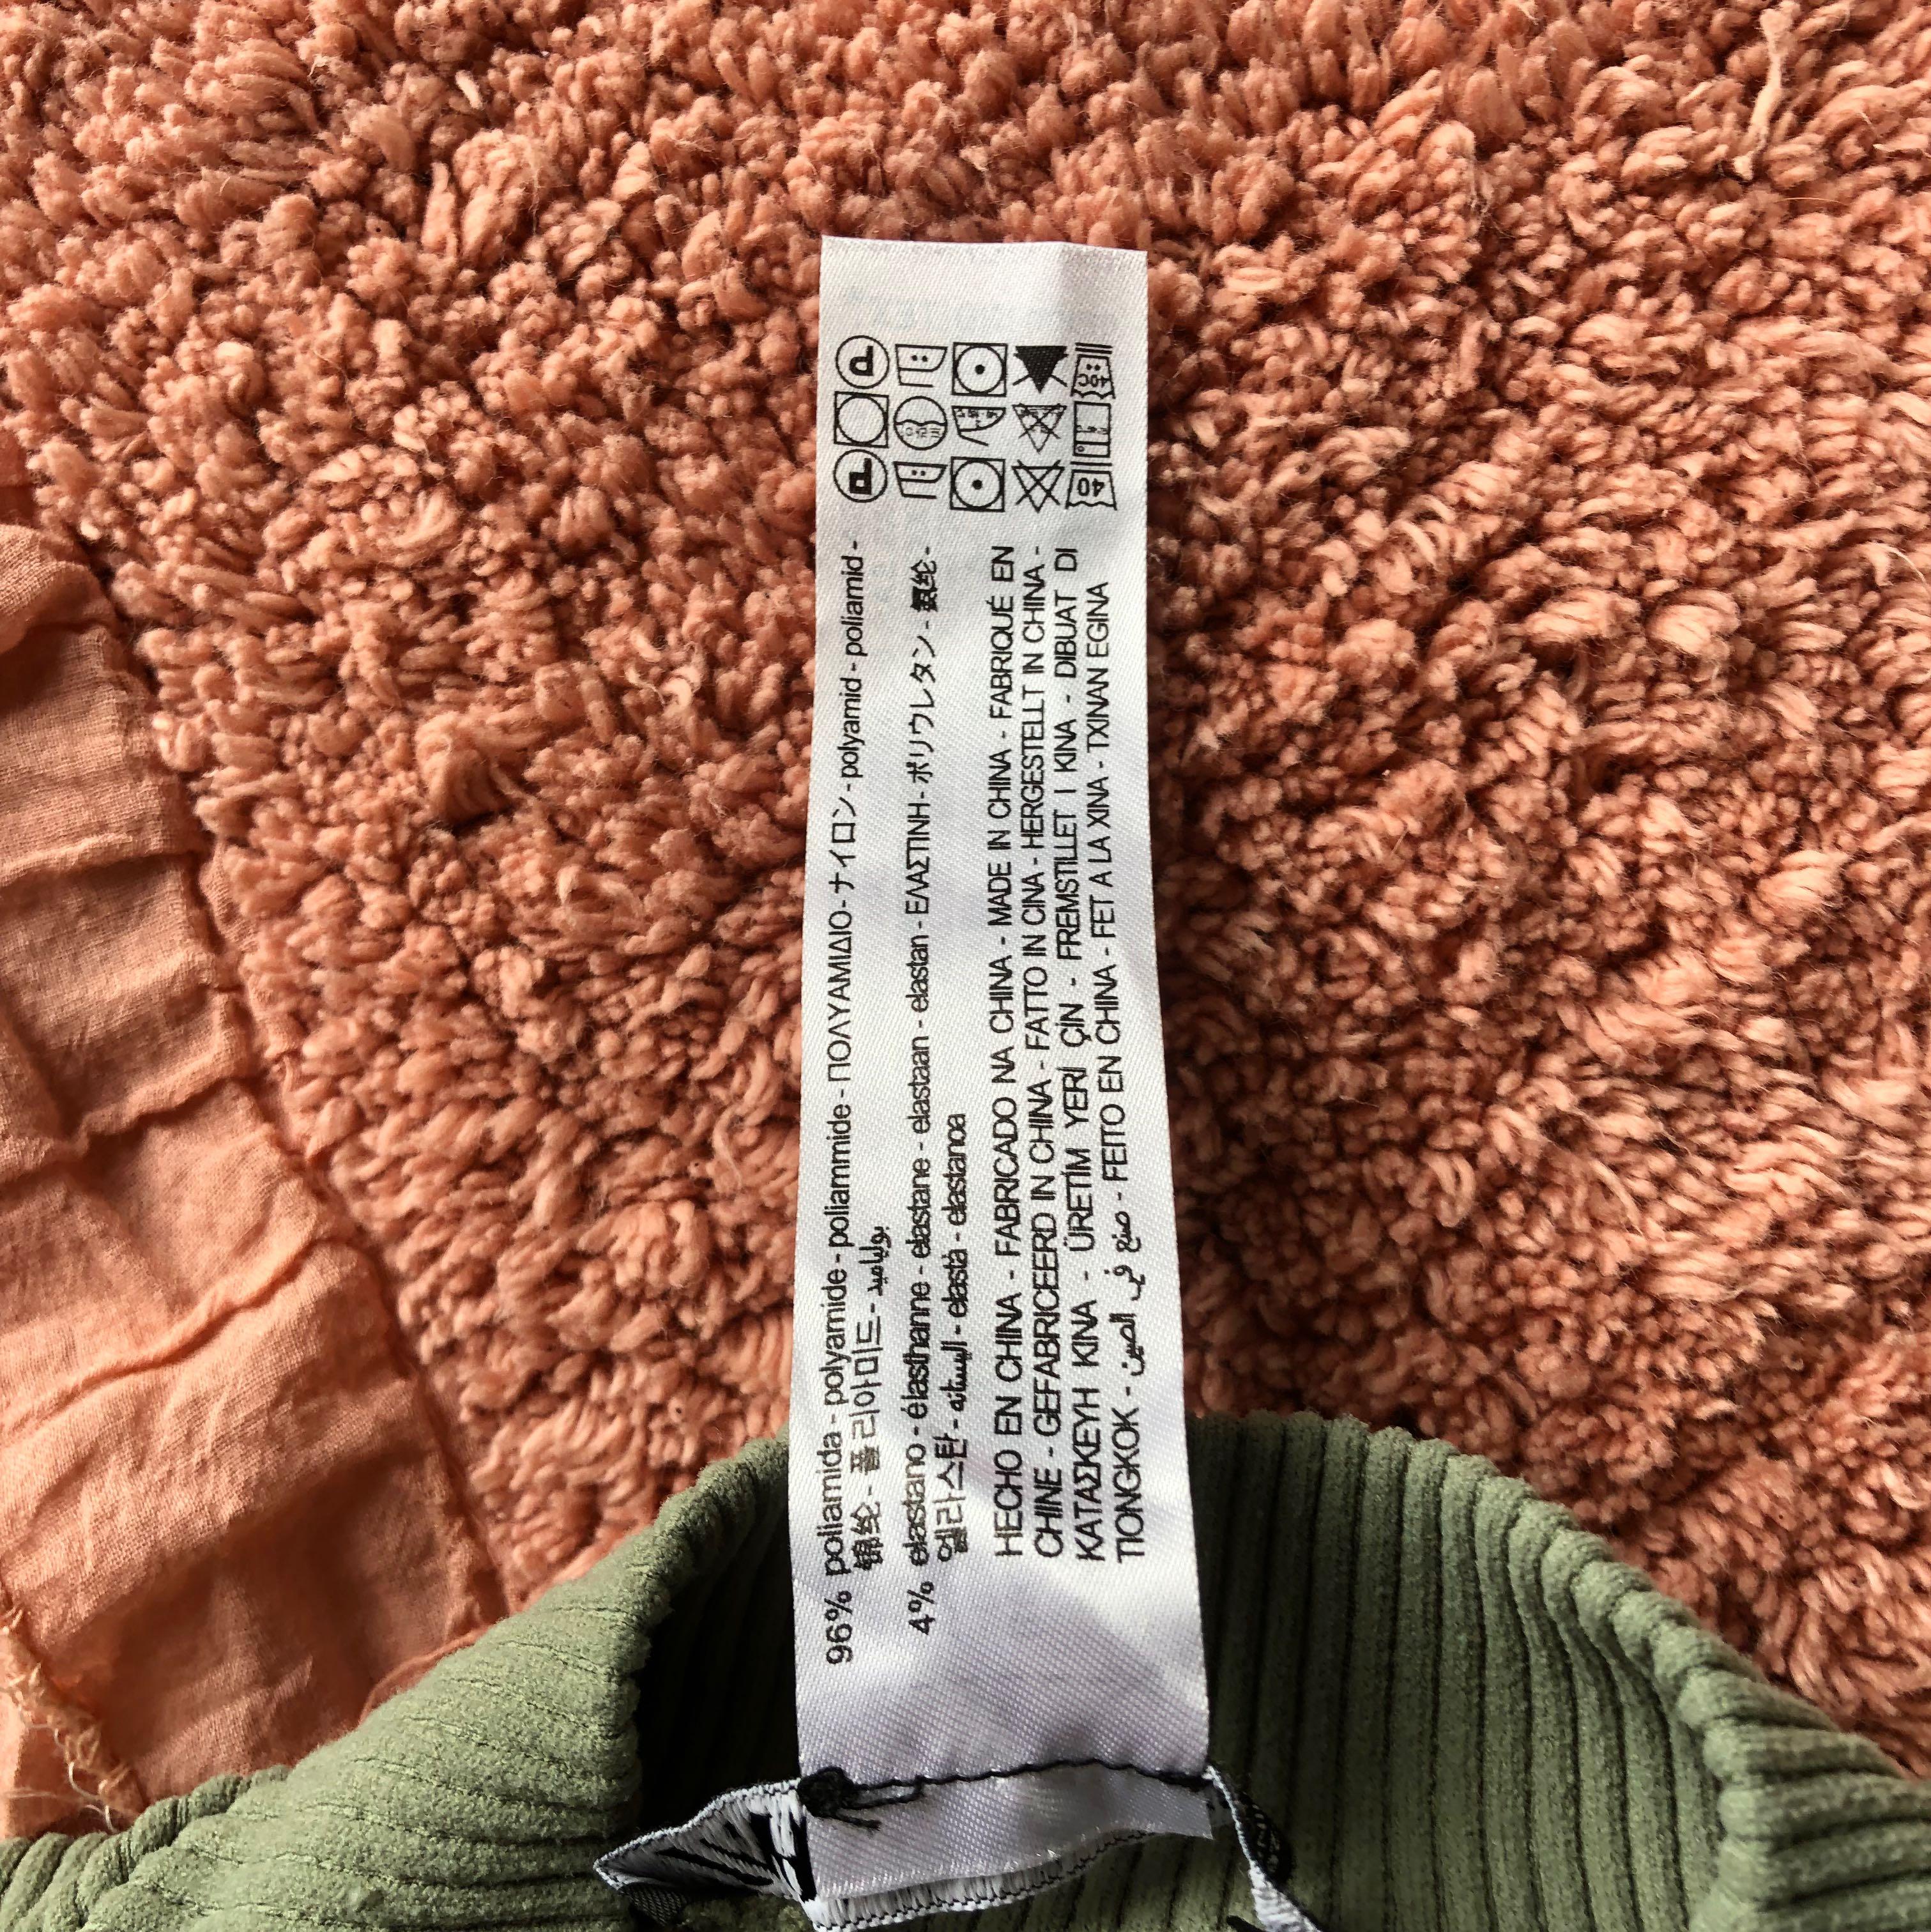 96% poliamida - polyamide - poliammide - ΠΟΛΥΑΜΙΔΙΟ - ナイロン - polyamid - poliamid -
锦纶 - 폴리아미드 - بولياميد
4% elastano - élasthanne - elastane - elastaan - elastan - ΕΛΑΣΤΙΝΗ - ポリウレタン - 氨纶 -
엘라스탄 - - elastà - elastanoa
HECHO EN CHINA - FABRICADO NA CHINA - MADE IN CHINA - FABRIQUÉ EN
CHINE - GEFABRICEERD IN CHINA - FATTO IN CINA - HERGESTELLT IN CHINA -
ΚΑΤΑΣΚΕΥΗ ΚΙΝΑ - ÜRETİM YERİ ÇİN - FREMSTILLET I KINA - DIBUAT DI
TIONGKOK - صنع في الصين - FEITO EN CHINA - FET A LA XINA - TXINAN EGINA
P
P
40